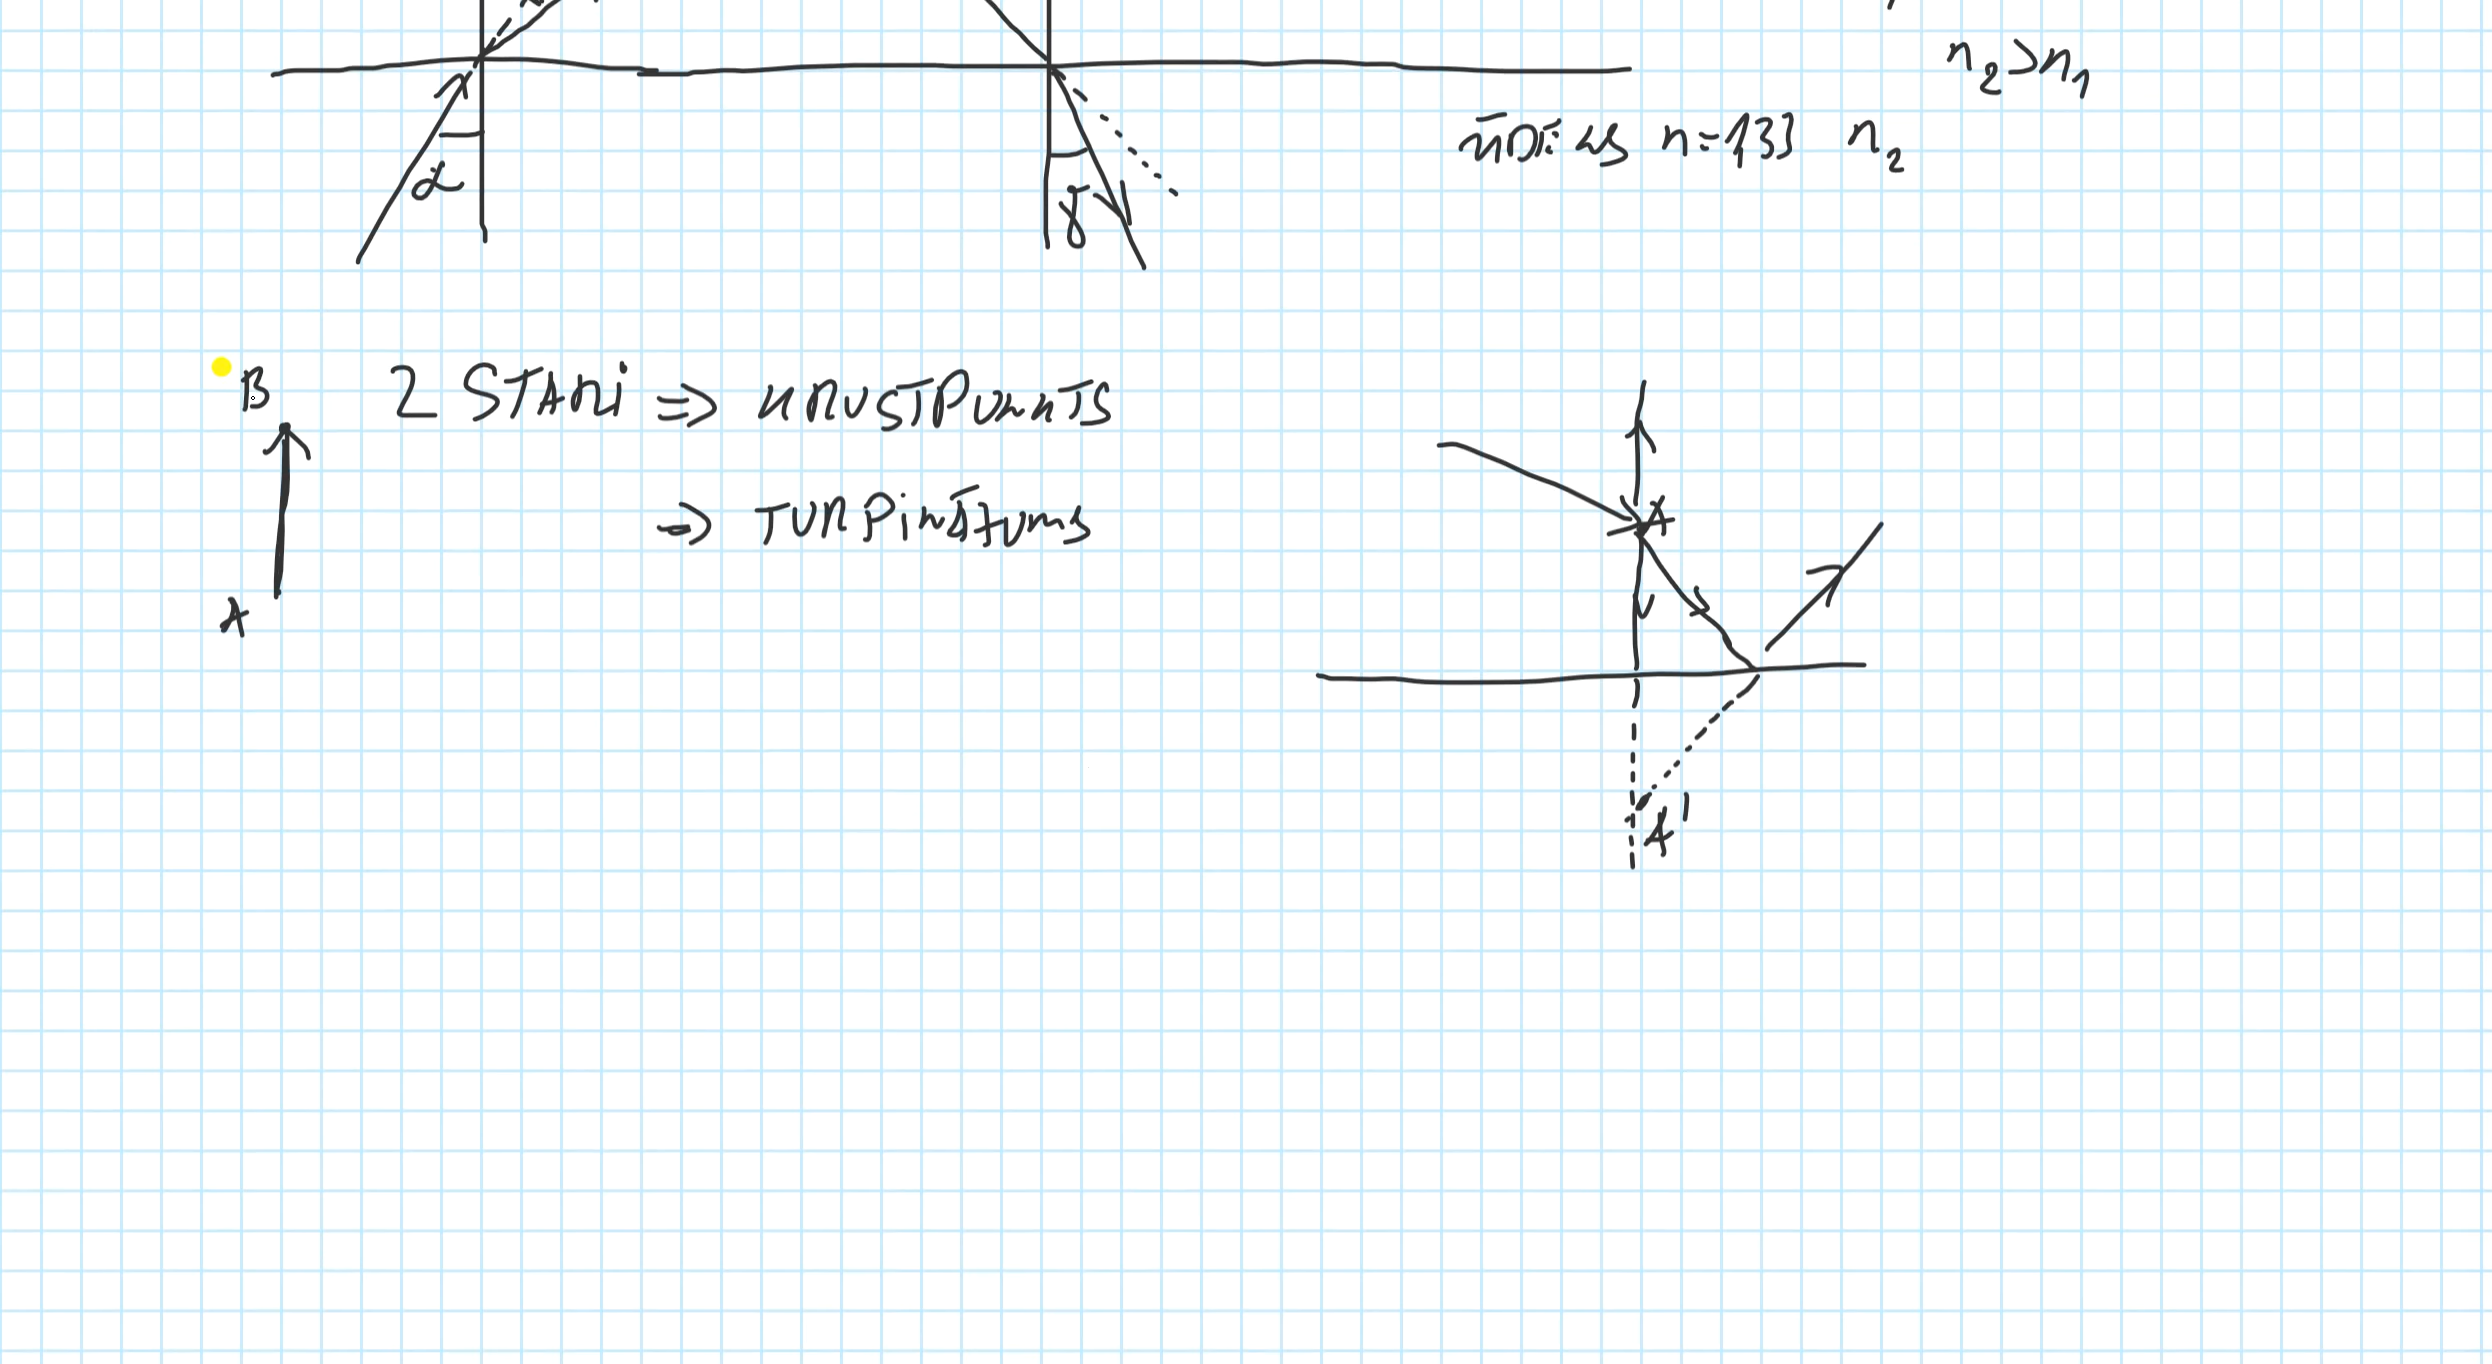 n₂>n₁
ŪDENS n=1,33 n₂
α
γ
B 2 STARI ⇒ KRUSTPUNKTS
⇒ TURPINĀJUMS
A
A
A'